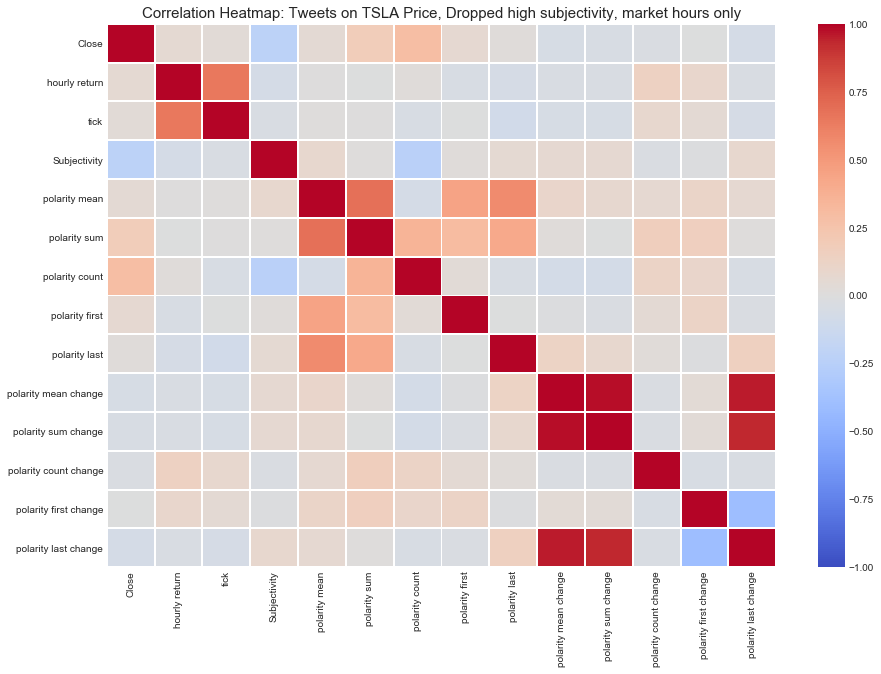 Correlation Heatmap: Tweets on TSLA Price, Dropped high subjectivity, market hours only
Close
hourly return
tick
Subjectivity
polarity mean
polarity sum
polarity count
polarity first
polarity last
polarity mean change
polarity sum change
polarity count change
polarity first change
polarity last change
Close
hourly return
tick
Subjectivity
polarity mean
polarity sum
polarity count
polarity first
polarity last
polarity mean change
polarity sum change
polarity count change
polarity first change
polarity last change
1.00
0.75
0.50
0.25
0.00
−0.25
−0.50
−0.75
−1.00